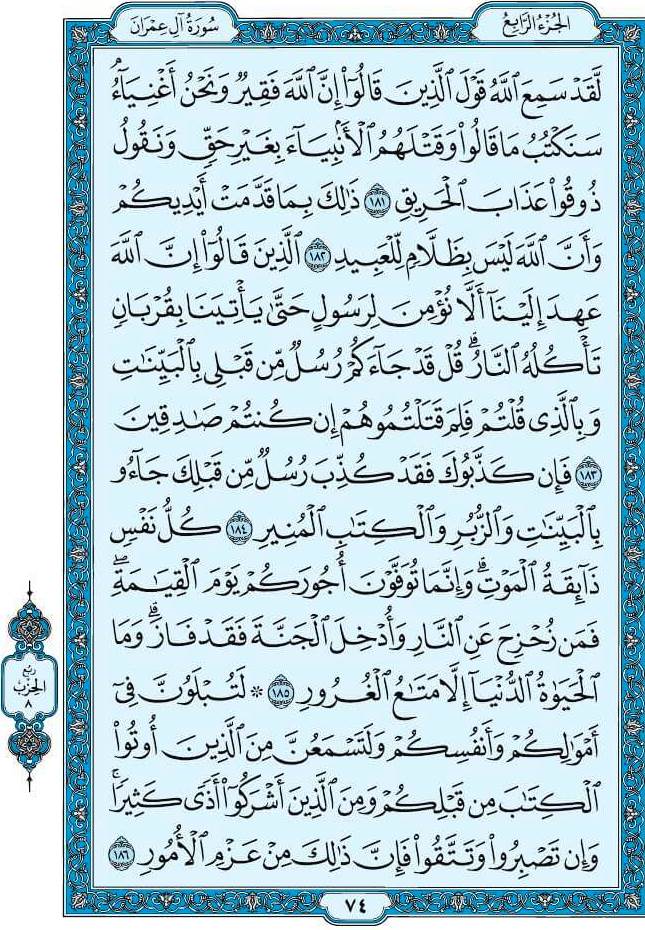 سُورَةُ آلِ عِمْرَان
الجُزْءُ الرَّابِعُ
لَّقَدْ سَمِعَ ٱللَّهُ قَوْلَ ٱلَّذِينَ قَالُوٓا۟ إِنَّ ٱللَّهَ فَقِيرٌ وَنَحْنُ أَغْنِيَآءُ
سَنَكْتُبُ مَا قَالُوا۟ وَقَتْلَهُمُ ٱلْأَنۢبِيَآءَ بِغَيْرِ حَقٍّ وَنَقُولُ
ذُوقُوا۟ عَذَابَ ٱلْحَرِيقِ ١٨١ ذَٰلِكَ بِمَا قَدَّمَتْ أَيْدِيكُمْ
وَأَنَّ ٱللَّهَ لَيْسَ بِظَلَّامٍ لِّلْعَبِيدِ ١٨٢ ٱلَّذِينَ قَالُوٓا۟ إِنَّ ٱللَّهَ
عَهِدَ إِلَيْنَآ أَلَّا نُؤْمِنَ لِرَسُولٍ حَتَّىٰ يَأْتِيَنَا بِقُرْبَانٍ
تَأْكُلُهُ ٱلنَّارُ ۗ قُلْ قَدْ جَآءَكُمْ رُسُلٌ مِّن قَبْلِى بِٱلْبَيِّنَٰتِ
وَبِٱلَّذِى قُلْتُمْ فَلِمَ قَتَلْتُمُوهُمْ إِن كُنتُمْ صَٰدِقِينَ
١٨٣ فَإِن كَذَّبُوكَ فَقَدْ كُذِّبَ رُسُلٌ مِّن قَبْلِكَ جَآءُو
بِٱلْبَيِّنَٰتِ وَٱلزُّبُرِ وَٱلْكِتَٰبِ ٱلْمُنِيرِ ١٨٤ كُلُّ نَفْسٍ
ذَآئِقَةُ ٱلْمَوْتِ ۗ وَإِنَّمَا تُوَفَّوْنَ أُجُورَكُمْ يَوْمَ ٱلْقِيَٰمَةِ ۖ
فَمَن زُحْزِحَ عَنِ ٱلنَّارِ وَأُدْخِلَ ٱلْجَنَّةَ فَقَدْ فَازَ ۗ وَمَا
ٱلْحَيَوٰةُ ٱلدُّنْيَآ إِلَّا مَتَٰعُ ٱلْغُرُورِ ١٨٥ * لَتُبْلَوُنَّ فِىٓ
أَمْوَٰلِكُمْ وَأَنفُسِكُمْ وَلَتَسْمَعُنَّ مِنَ ٱلَّذِينَ أُوتُوا۟
ٱلْكِتَٰبَ مِن قَبْلِكُمْ وَمِنَ ٱلَّذِينَ أَشْرَكُوٓا۟ أَذًى كَثِيرًا ۚ
وَإِن تَصْبِرُوا۟ وَتَتَّقُوا۟ فَإِنَّ ذَٰلِكَ مِنْ عَزْمِ ٱلْأُمُورِ ١٨٦
ربع
الحزب
٨
٧٤